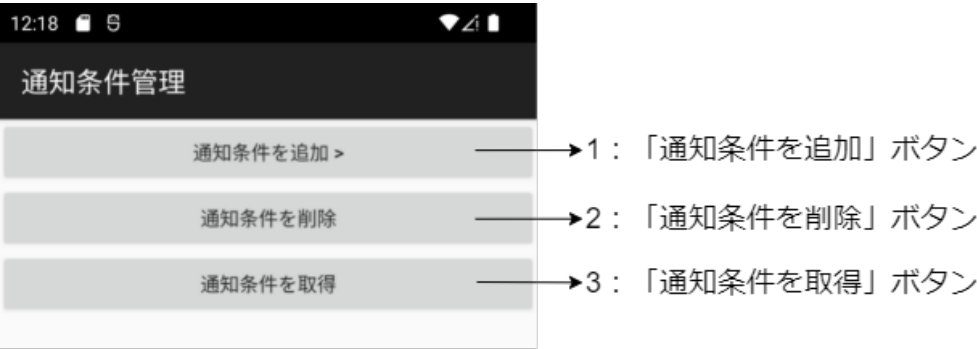 12:18
通知条件管理
通知条件を追加 >
1：「通知条件を追加」ボタン
通知条件を削除
2：「通知条件を削除」ボタン
通知条件を取得
3：「通知条件を取得」ボタン